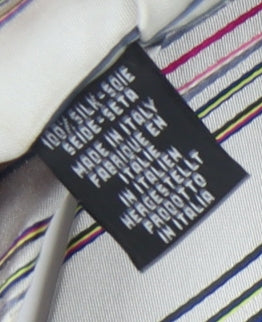 100% SILK-SOIE
SEIDE-SETA
MADE IN ITALY
FABRIQUE EN
ITALIE
IN ITALIEN
HERGESTELLT
PRODOTTO
IN ITALIA